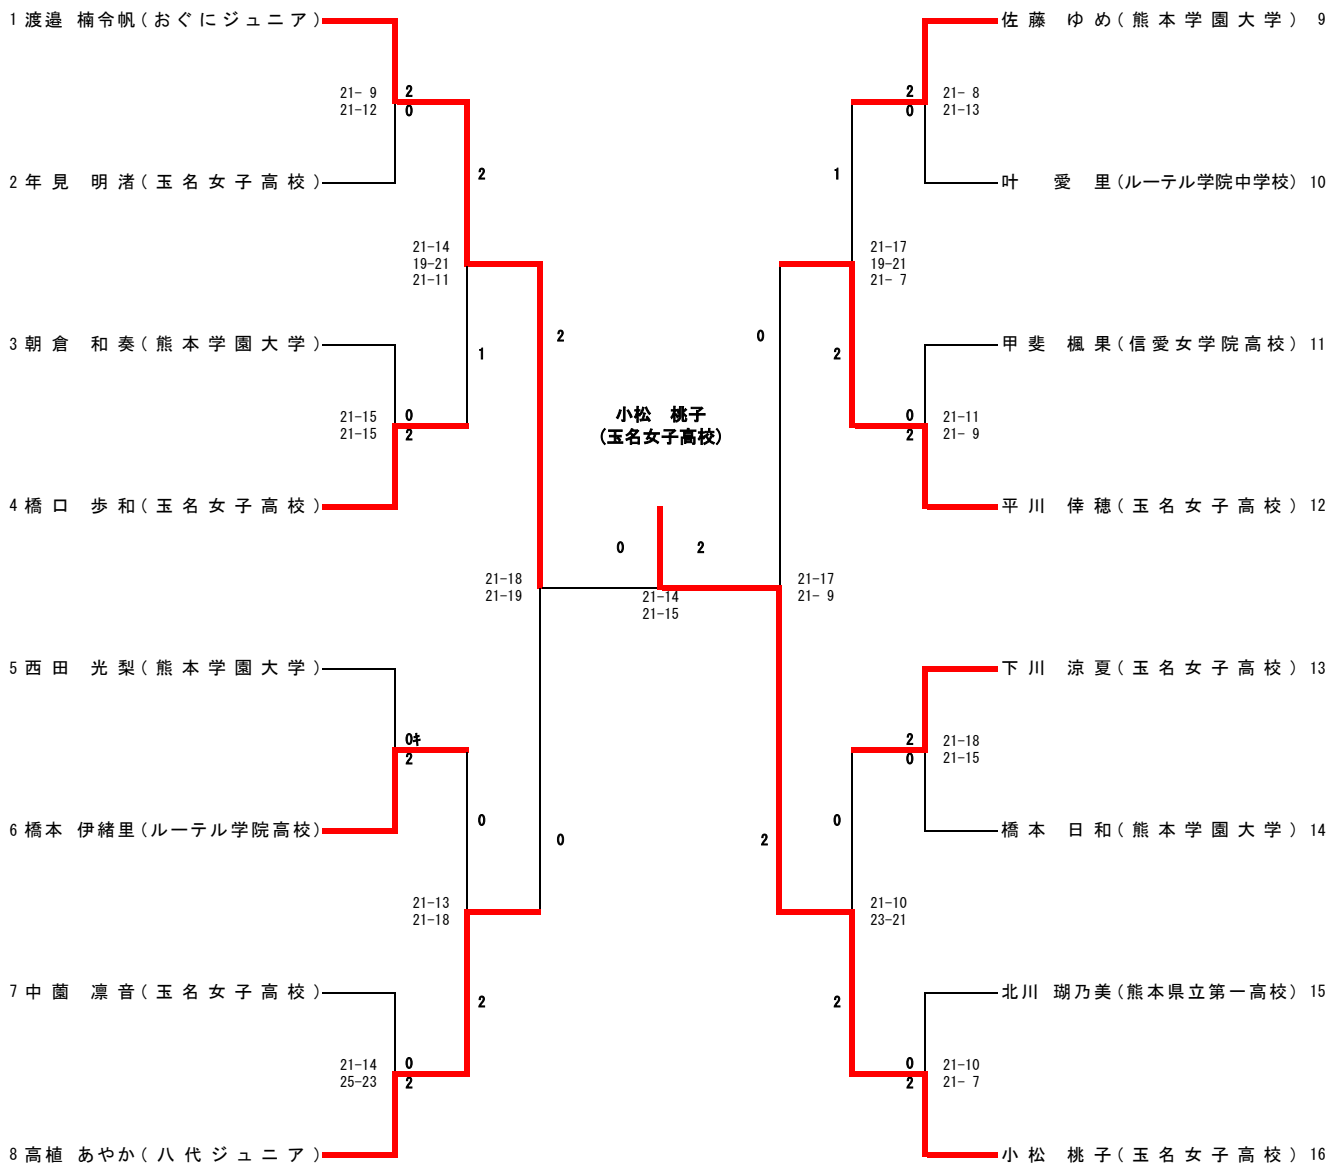 1 渡邉 楠令帆(おぐにジュニア)
21- 9 2
21-12 0
2 年見 明渚(玉名女子高校)
2
21-14
19-21
21-11
3 朝倉 和奏(熊本学園大学)
1
21-15 0
21-15 2
4 橋口 歩和(玉名女子高校)
2
21-18
21-19
5 西田 光梨(熊本学園大学)
0キ
2
6 橋本 伊緒里(ルーテル学院高校)
0
0
21-13
21-18
7 中薗 凛音(玉名女子高校)
2
21-14 0
25-23 2
8 高植 あやか(八代ジュニア)
小松 桃子
(玉名女子高校)
0 2
21-14
21-15
佐藤 ゆめ(熊本学園大学) 9
2 21- 8
0 21-13
叶 愛里(ルーテル学院中学校) 10
1
21-17
19-21
21- 7
0
2
甲斐 楓果(信愛女学院高校) 11
0 21-11
2 21- 9
平川 倖穂(玉名女子高校) 12
21-17
21- 9
下川 涼夏(玉名女子高校) 13
2 21-18
0 21-15
橋本 日和(熊本学園大学) 14
0
2
21-10
23-21
北川 瑚乃美(熊本県立第一高校) 15
2
0 21-10
2 21- 7
小松 桃子(玉名女子高校) 16